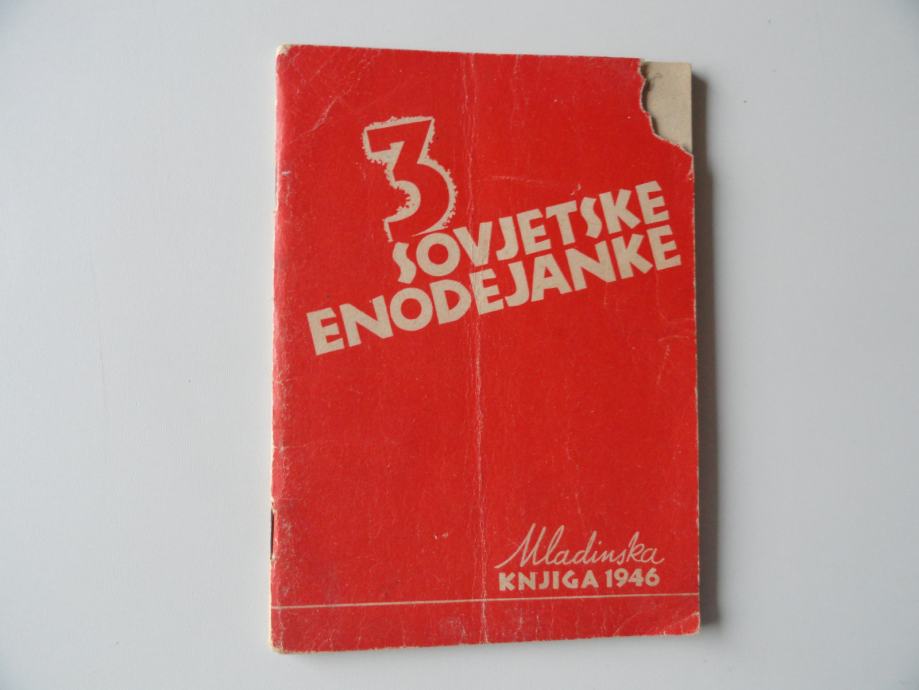 3
SOVJETSKE
ENODEJANKE
Mladinska
KNJIGA 1946